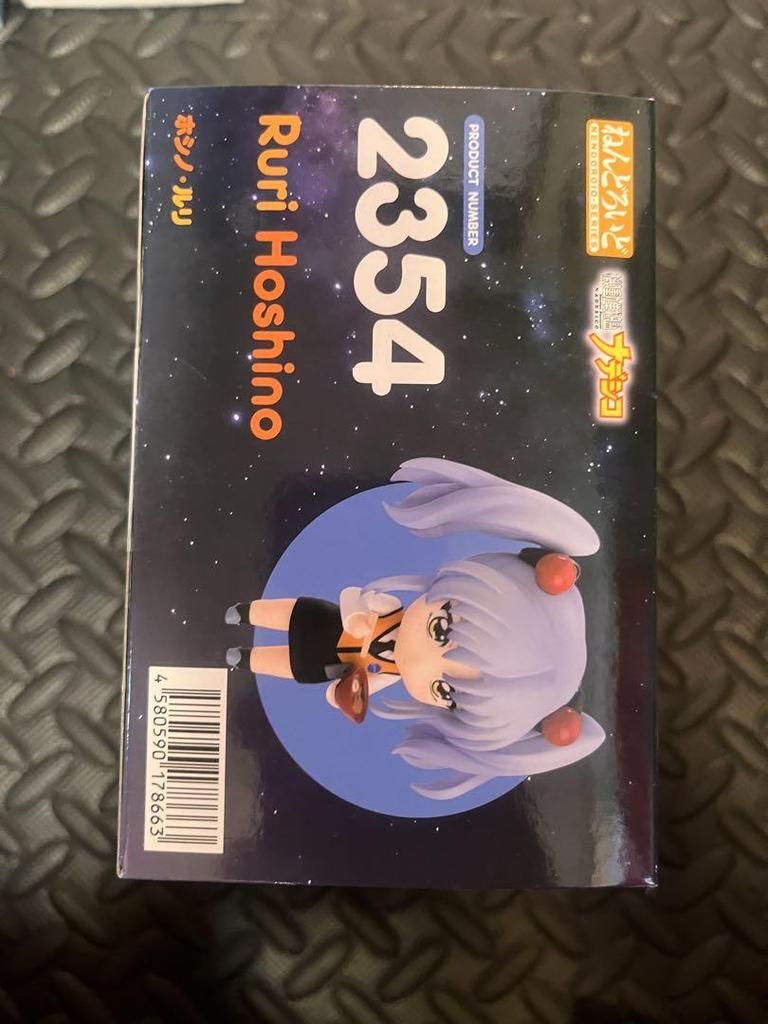 ねんどろいど
NENDOROID-SERIES
機動戦艦
NADESICO
ナデシコ
PRODUCT NUMBER
2354
Ruri Hoshino
ホシノ・ルリ
4 580590 178663